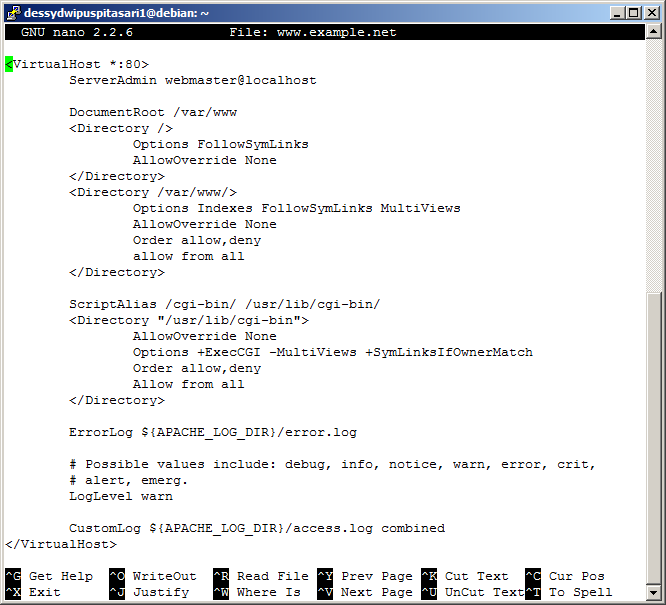 dessydwipuspitasari1@debian: ~
GNU nano 2.2.6 File: www.example.net
<VirtualHost *:80>
ServerAdmin webmaster@localhost
DocumentRoot /var/www
<Directory />
Options FollowSymLinks
AllowOverride None
</Directory>
<Directory /var/www/>
Options Indexes FollowSymLinks MultiViews
AllowOverride None
Order allow,deny
allow from all
</Directory>
ScriptAlias /cgi-bin/ /usr/lib/cgi-bin/
<Directory "/usr/lib/cgi-bin">
AllowOverride None
Options +ExecCGI -MultiViews +SymLinksIfOwnerMatch
Order allow,deny
Allow from all
</Directory>
ErrorLog ${APACHE_LOG_DIR}/error.log
# Possible values include: debug, info, notice, warn, error, crit,
# alert, emerg.
LogLevel warn
CustomLog ${APACHE_LOG_DIR}/access.log combined
</VirtualHost>
^G Get Help ^O WriteOut ^R Read File ^Y Prev Page ^K Cut Text ^C Cur Pos
^X Exit ^J Justify ^W Where Is ^V Next Page ^U UnCut Text ^T To Spell